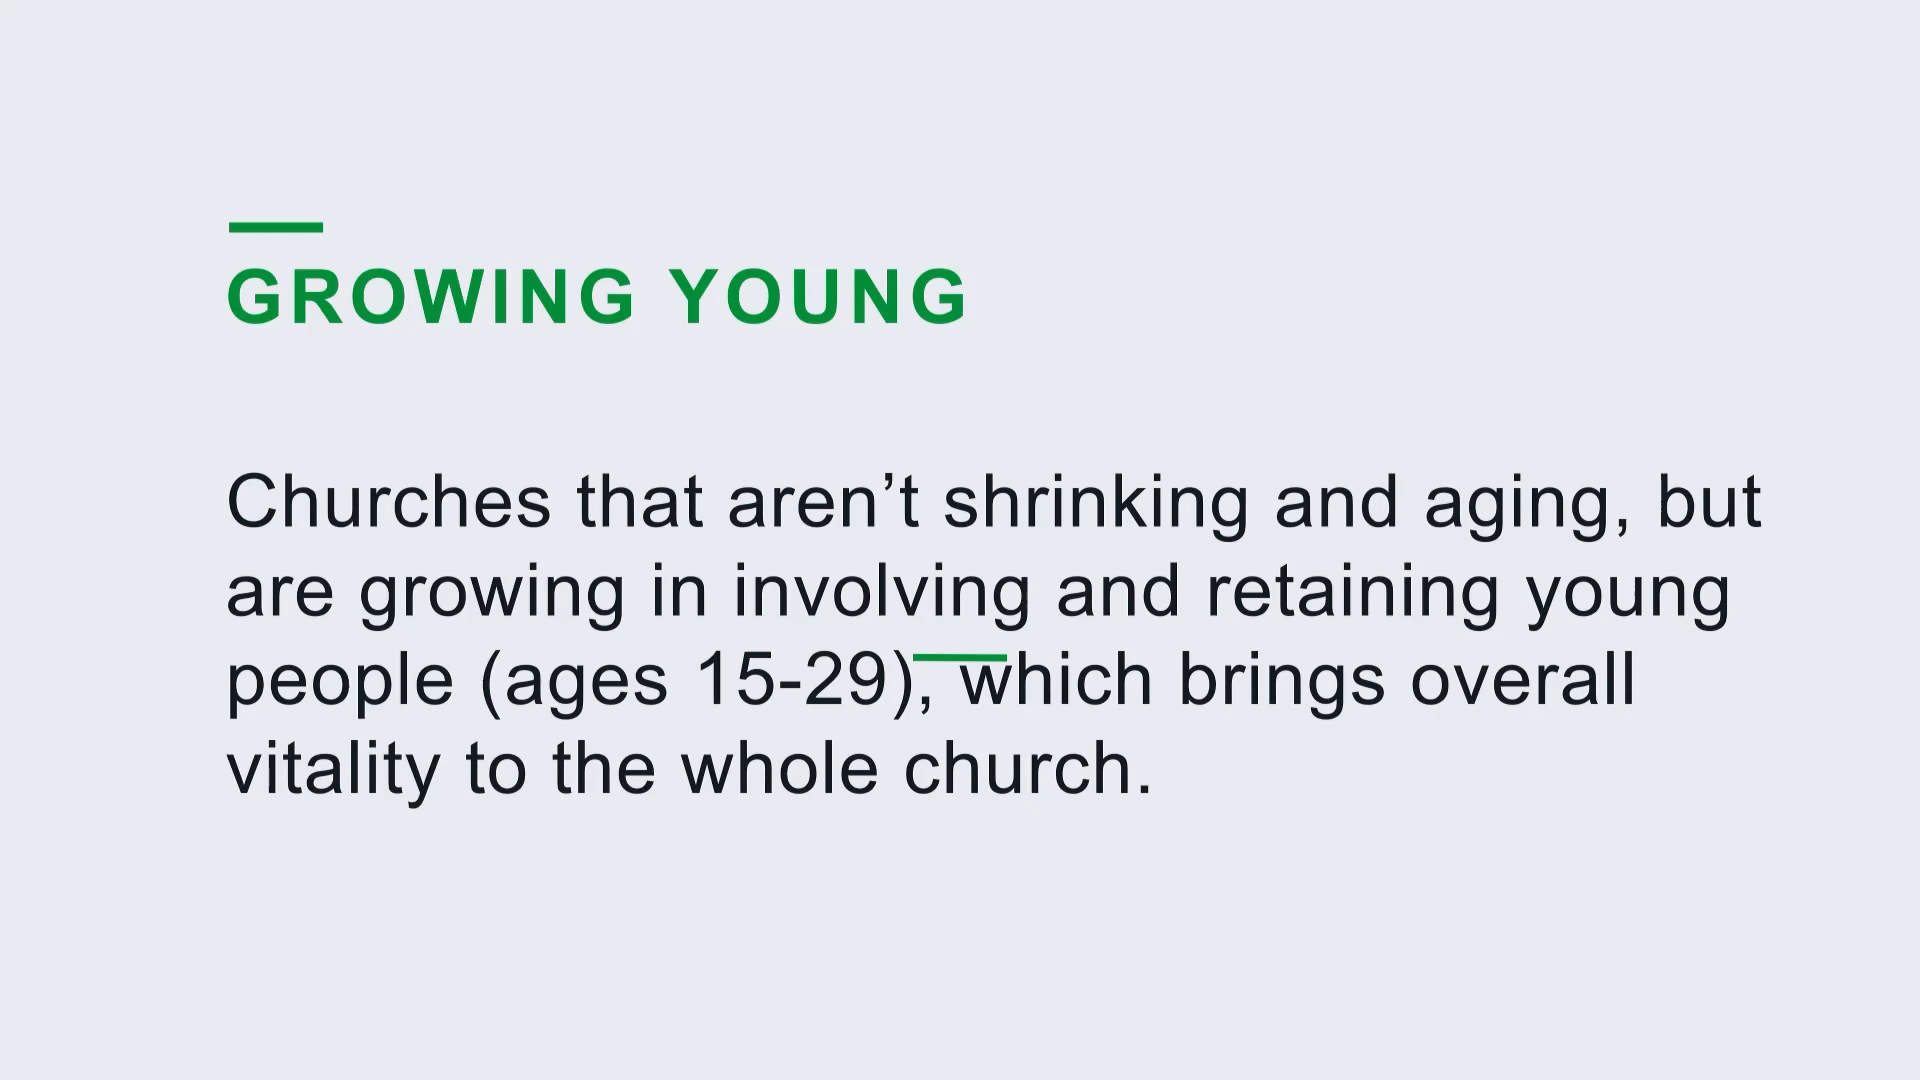 GROWING YOUNG
Churches that aren’t shrinking and aging, but
are growing in involving and retaining young
people (ages 15-29), which brings overall
vitality to the whole church.